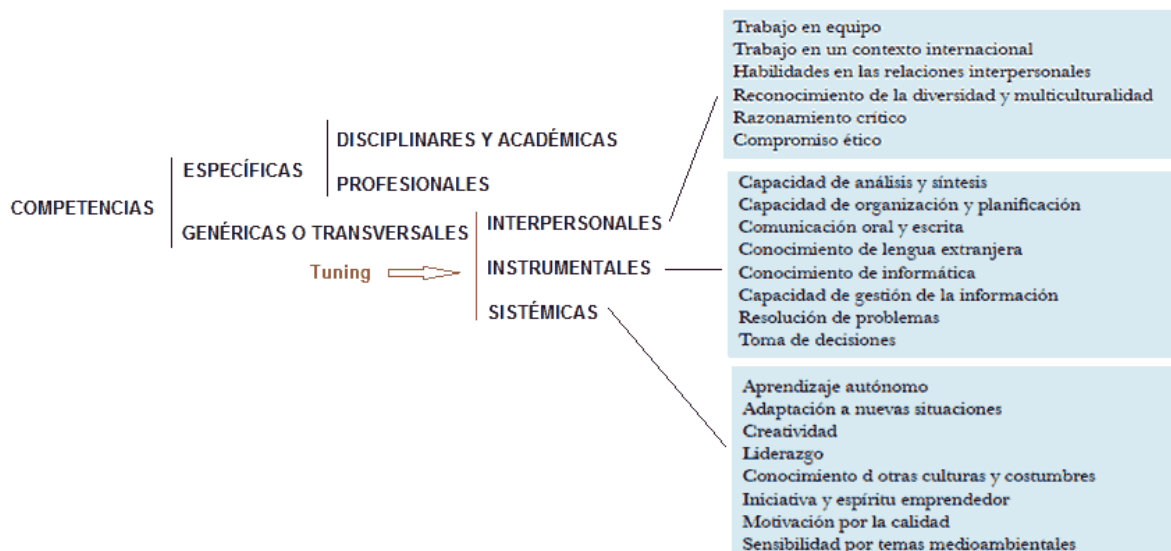 COMPETENCIAS
ESPECÍFICAS
DISCIPLINARES Y ACADÉMICAS
PROFESIONALES
GENÉRICAS O TRANSVERSALES
Tuning
INTERPERSONALES
INSTRUMENTALES
SISTÉMICAS
Trabajo en equipo
Trabajo en un contexto internacional
Habilidades en las relaciones interpersonales
Reconocimiento de la diversidad y multiculturalidad
Razonamiento crítico
Compromiso ético
Capacidad de análisis y síntesis
Capacidad de organización y planificación
Comunicación oral y escrita
Conocimiento de lengua extranjera
Conocimiento de informática
Capacidad de gestión de la información
Resolución de problemas
Toma de decisiones
Aprendizaje autónomo
Adaptación a nuevas situaciones
Creatividad
Liderazgo
Conocimiento d otras culturas y costumbres
Iniciativa y espíritu emprendedor
Motivación por la calidad
Sensibilidad por temas medioambientales